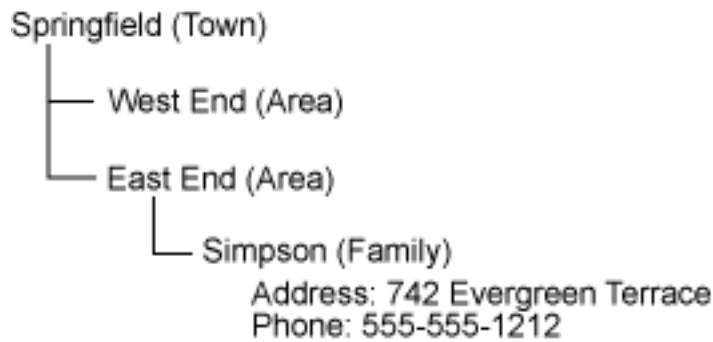 Springfield (Town)
West End (Area)
East End (Area)
Simpson (Family)
Address: 742 Evergreen Terrace
Phone: 555-555-1212